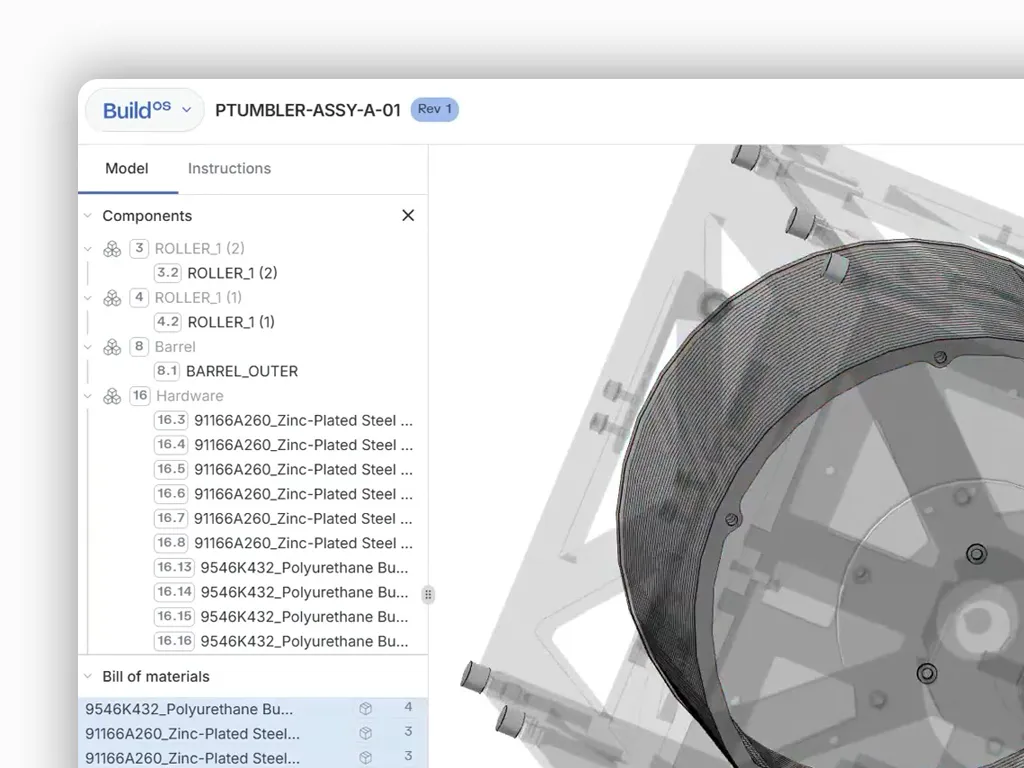 BuildOS PTUMBLER-ASSY-A-01 Rev 1
Model Instructions
Components
3 ROLLER_1 (2)
3.2 ROLLER_1 (2)
4 ROLLER_1 (1)
4.2 ROLLER_1 (1)
8 Barrel
8.1 BARREL_OUTER
16 Hardware
16.3 91166A260_Zinc-Plated Steel ...
16.4 91166A260_Zinc-Plated Steel ...
16.5 91166A260_Zinc-Plated Steel ...
16.6 91166A260_Zinc-Plated Steel ...
16.7 91166A260_Zinc-Plated Steel ...
16.8 91166A260_Zinc-Plated Steel ...
16.13 9546K432_Polyurethane Bu...
16.14 9546K432_Polyurethane Bu...
16.15 9546K432_Polyurethane Bu...
16.16 9546K432_Polyurethane Bu...
Bill of materials
9546K432_Polyurethane Bu... 4
91166A260_Zinc-Plated Steel... 3
91166A260_Zinc-Plated Steel... 3